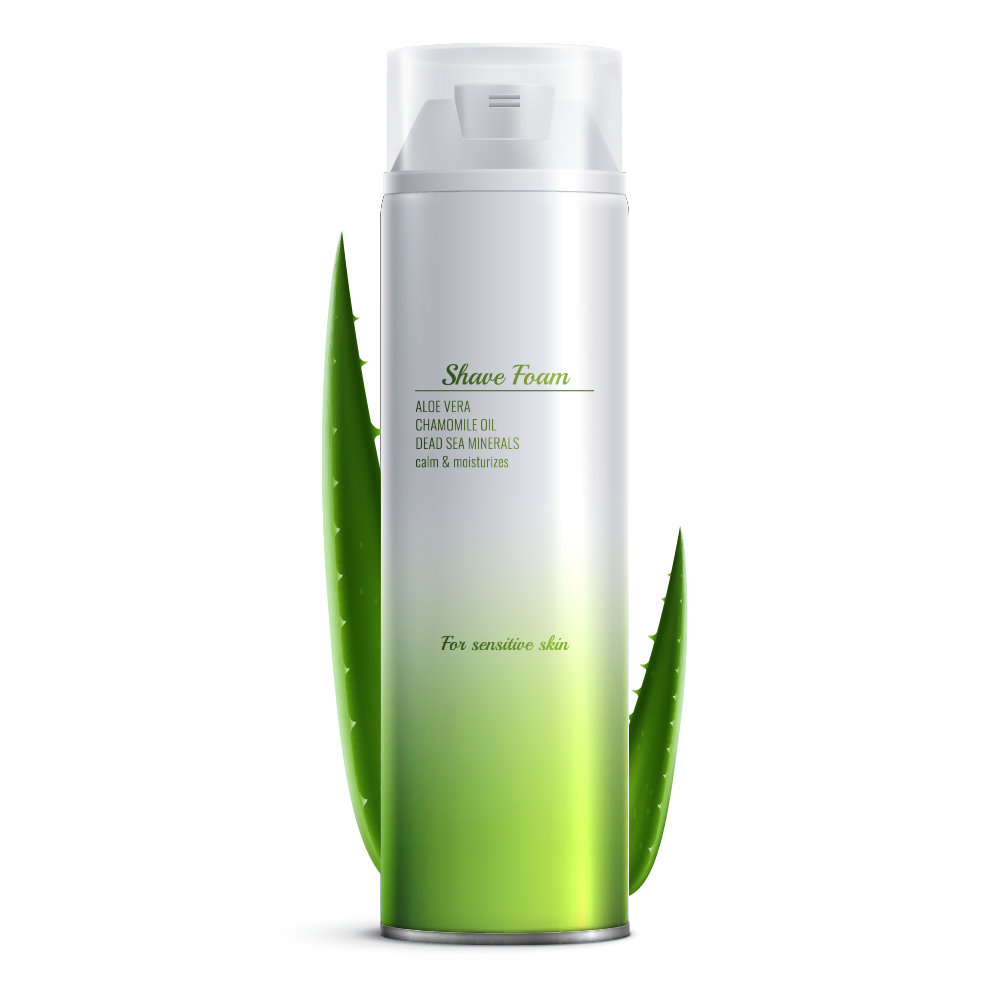 Shave Foam
ALOE VERA
CHAMOMILE OIL
DEAD SEA MINERALS
calm & moisturizes
For sensitive skin